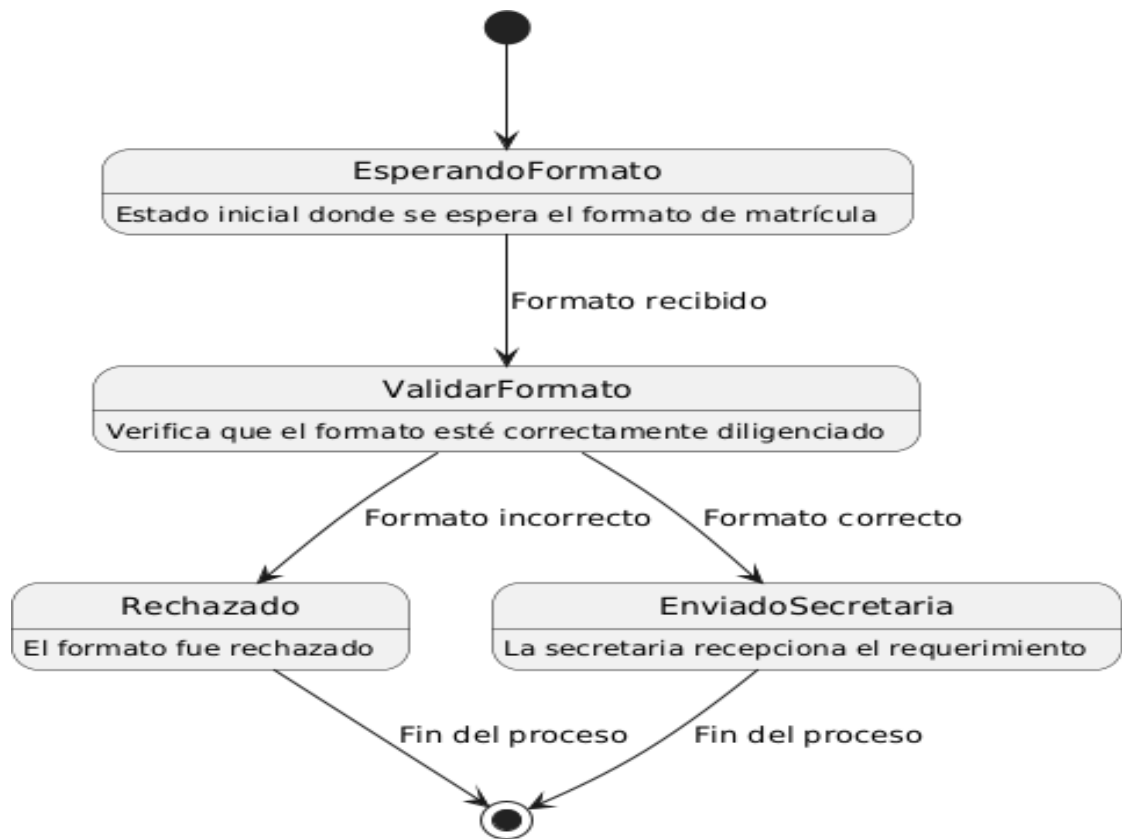 EsperandoFormato
Estado inicial donde se espera el formato de matrícula
Formato recibido
ValidarFormato
Verifica que el formato esté correctamente diligenciado
Formato incorrecto
Formato correcto
Rechazado
El formato fue rechazado
EnviadoSecretaria
La secretaria recepciona el requerimiento
Fin del proceso
Fin del proceso